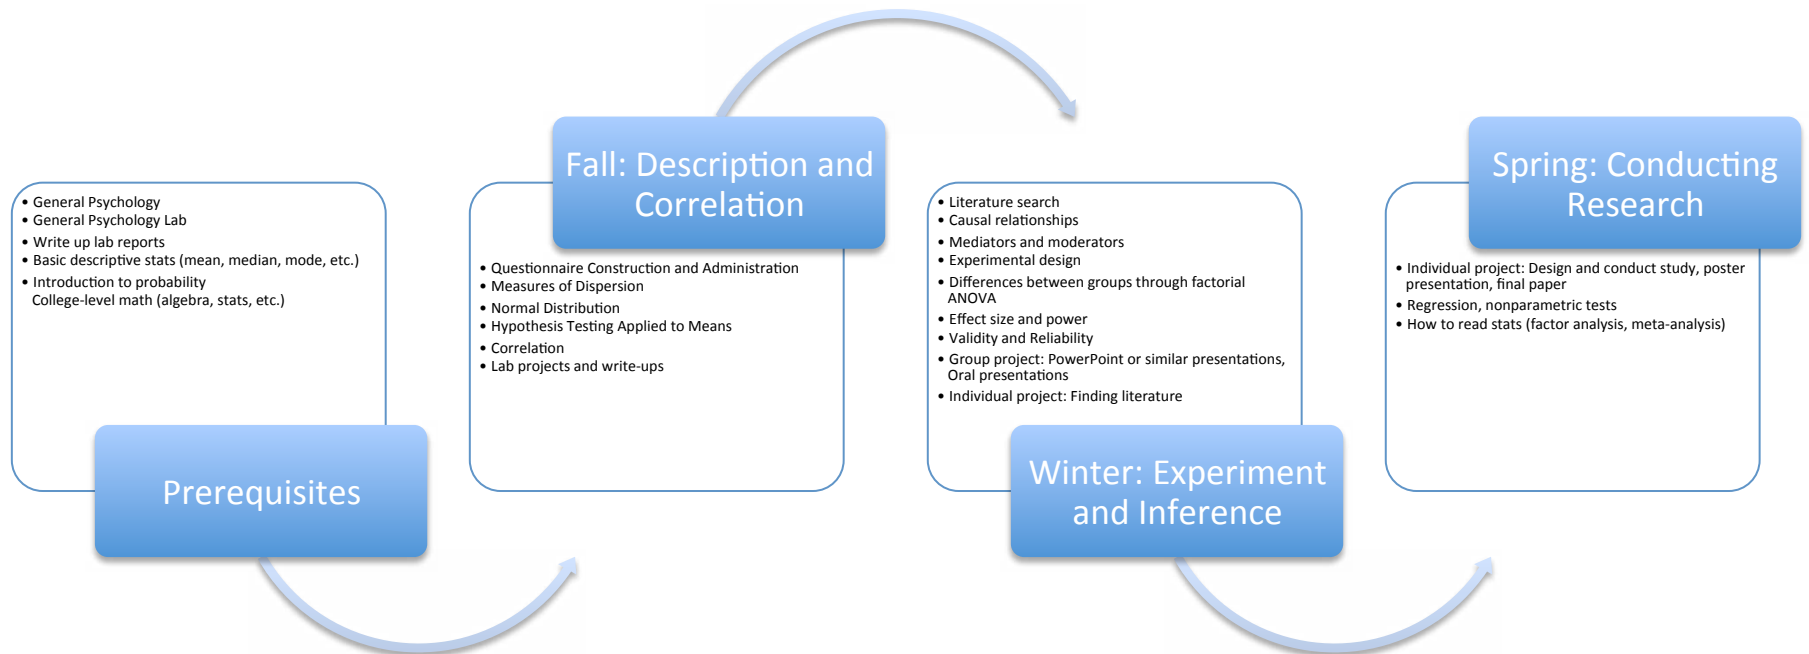 • General Psychology
• General Psychology Lab
• Write up lab reports
• Basic descriptive stats (mean, median, mode, etc.)
• Introduction to probability
College-level math (algebra, stats, etc.)
Prerequisites
Fall: Description and
Correlation
• Questionnaire Construction and Administration
• Measures of Dispersion
• Normal Distribution
• Hypothesis Testing Applied to Means
• Correlation
• Lab projects and write-ups
• Literature search
• Causal relationships
• Mediators and moderators
• Experimental design
• Differences between groups through factorial
ANOVA
• Effect size and power
• Validity and Reliability
• Group project: PowerPoint or similar presentations,
Oral presentations
• Individual project: Finding literature
Winter: Experiment
and Inference
Spring: Conducting
Research
• Individual project: Design and conduct study, poster
presentation, final paper
• Regression, nonparametric tests
• How to read stats (factor analysis, meta-analysis)